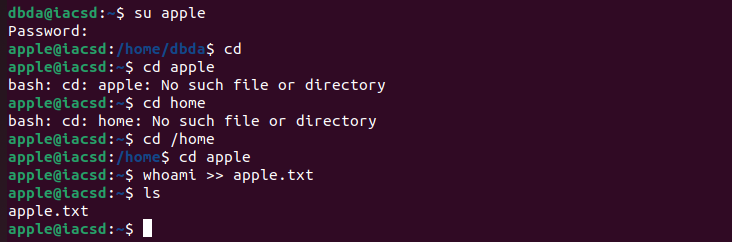 dbda@iacsd:~$ su apple
Password:
apple@iacsd:/home/dbda$ cd
apple@iacsd:~$ cd apple
bash: cd: apple: No such file or directory
apple@iacsd:~$ cd home
bash: cd: home: No such file or directory
apple@iacsd:~$ cd /home
apple@iacsd:/home$ cd apple
apple@iacsd:~$ whoami >> apple.txt
apple@iacsd:~$ ls
apple.txt
apple@iacsd:~$